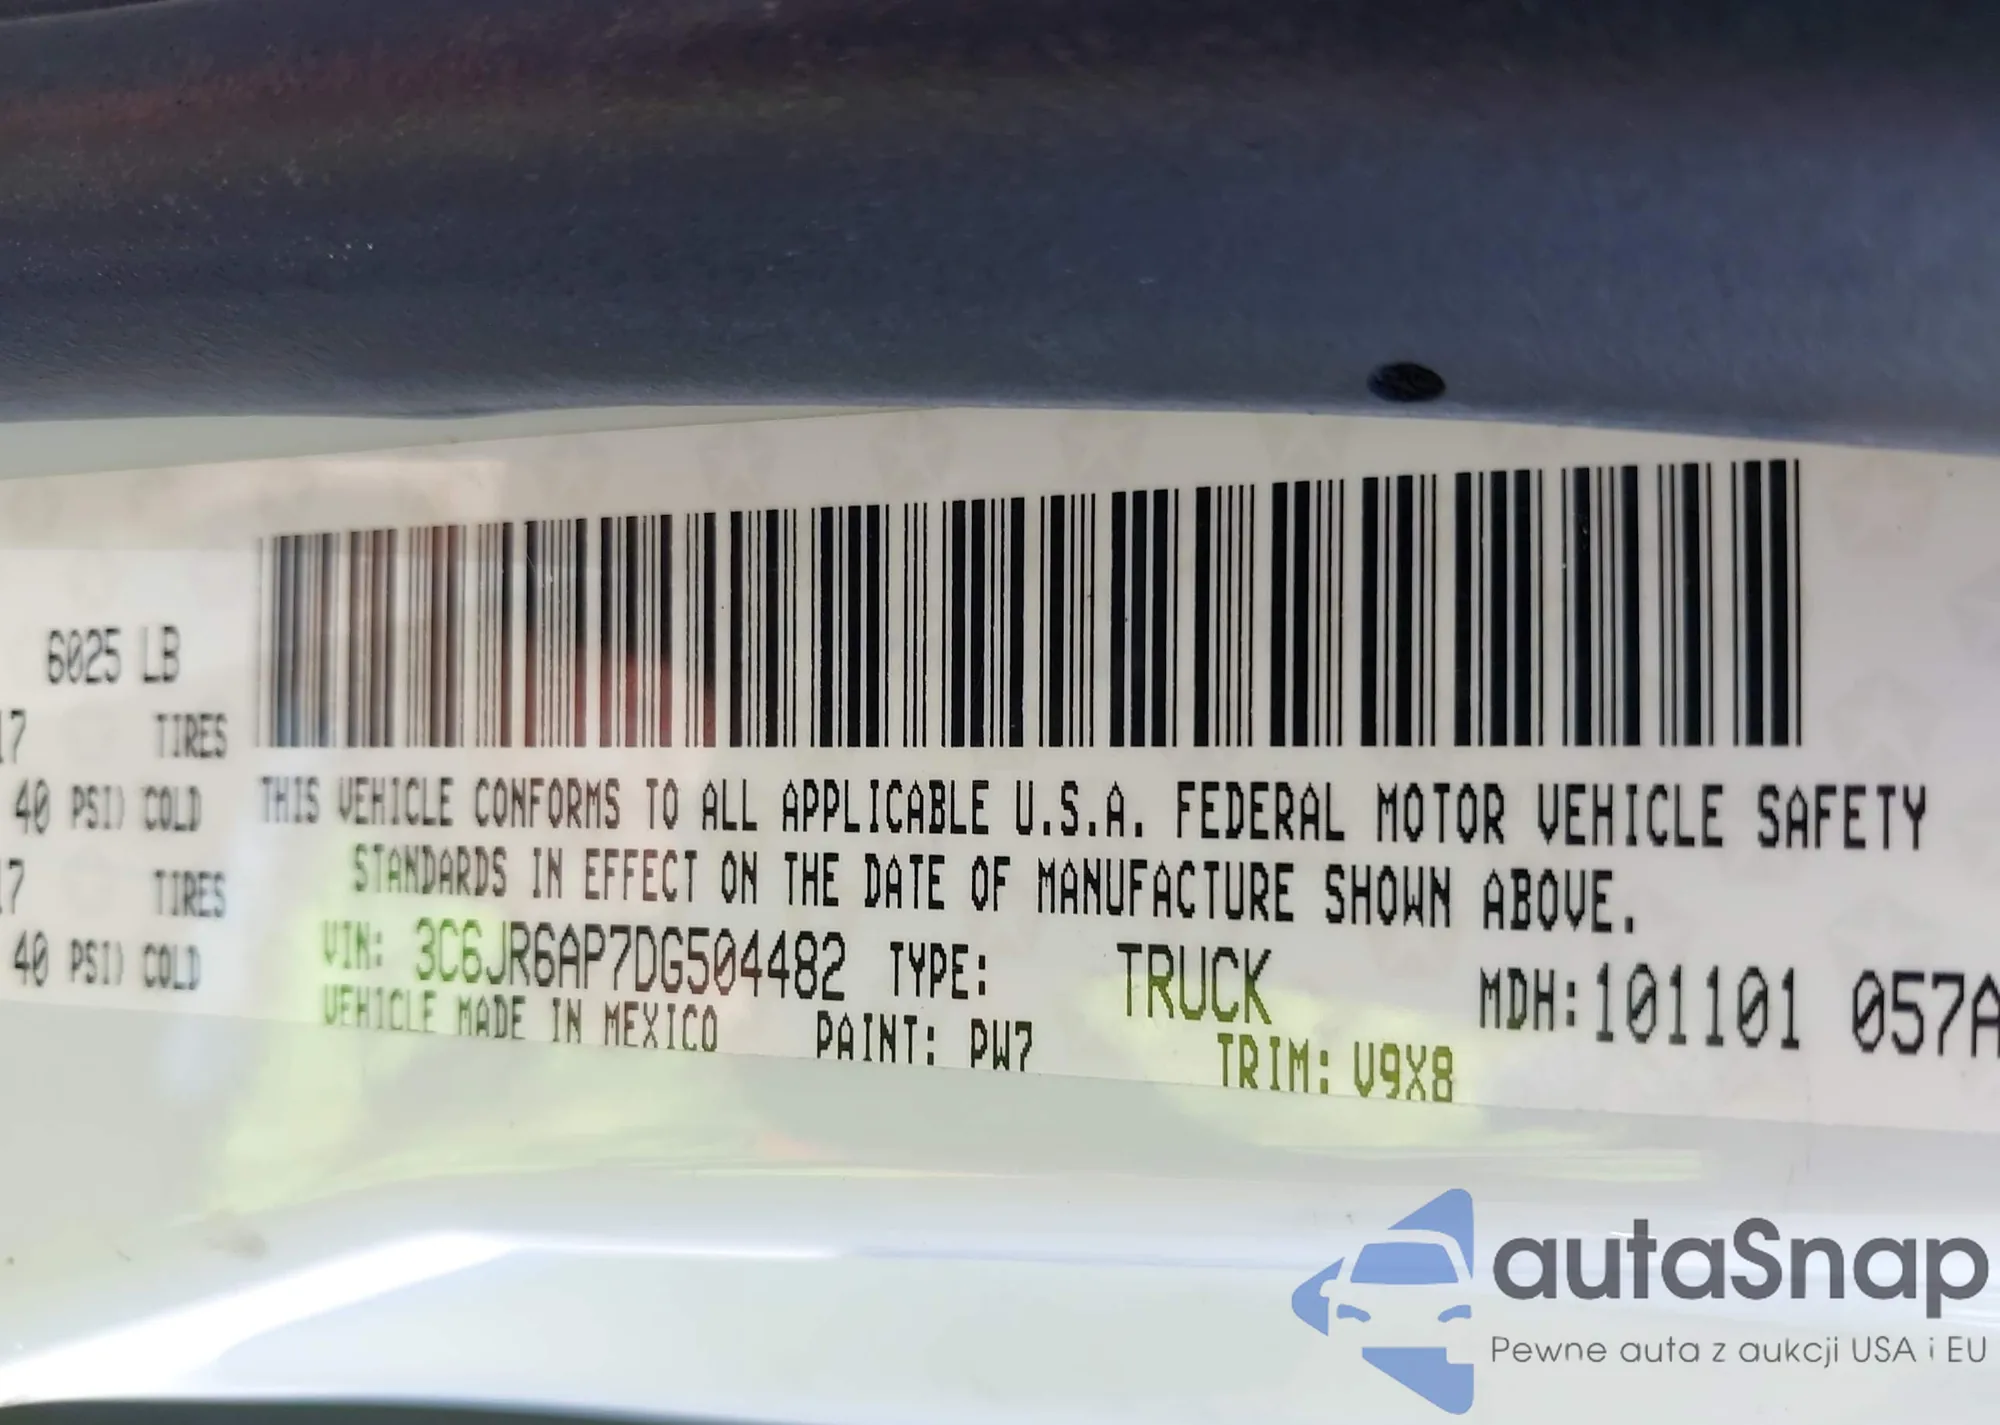 6025 LB
17 TIRES
40 PSI) COLD
17 TIRES
40 PSI) COLD
THIS VEHICLE CONFORMS TO ALL APPLICABLE U.S.A. FEDERAL MOTOR VEHICLE SAFETY
STANDARDS IN EFFECT ON THE DATE OF MANUFACTURE SHOWN ABOVE.
VIN: 3C6JR6AP7DG504482 TYPE: TRUCK MDH:101101 057A
VEHICLE MADE IN MEXICO PAINT: PW7 TRIM: V9X8
autaSnap
Pewne auta z aukcji USA i EU